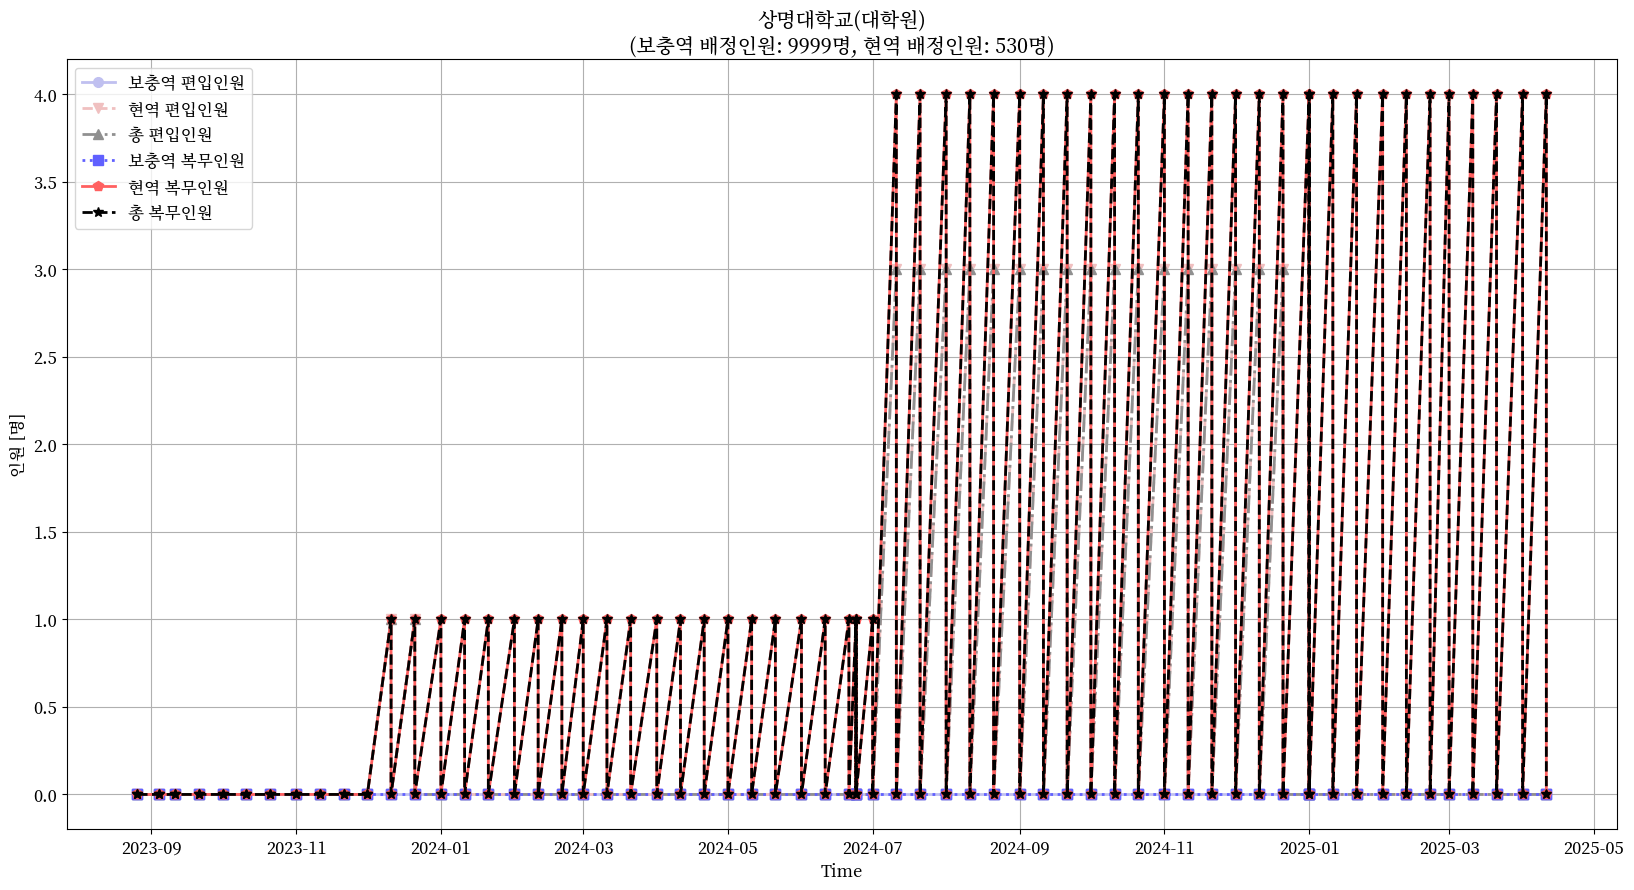 상명대학교(대학원)
(보충역 배정인원: 9999명, 현역 배정인원: 530명)
보충역 편입인원
현역 편입인원
총 편입인원
보충역 복무인원
현역 복무인원
총 복무인원
4.0
3.5
3.0
2.5
2.0
1.5
1.0
0.5
0.0
인원 [명]
2023-09 2023-11 2024-01 2024-03 2024-05 2024-07 2024-09 2024-11 2025-01 2025-03 2025-05
Time